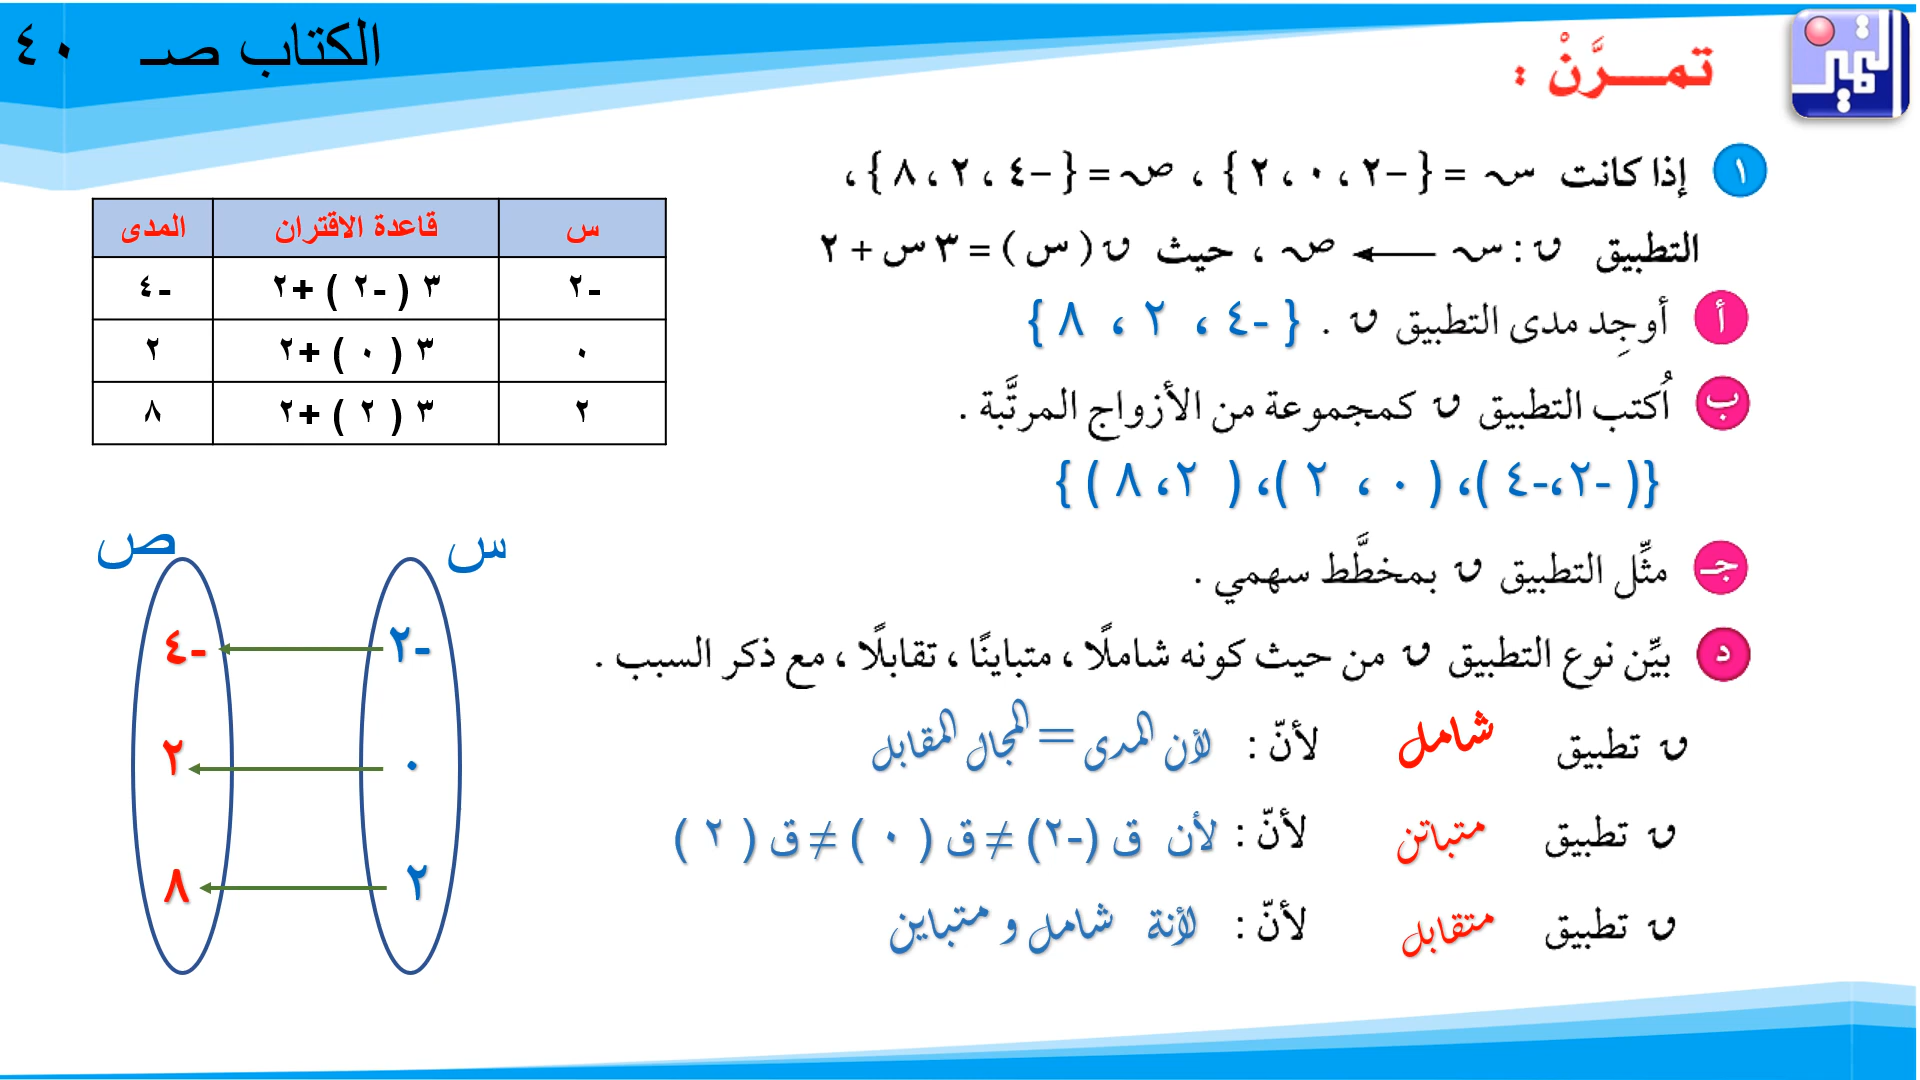 الكتاب صـ ٤٠
التميز
تمـــرَّنْ :
١ إذا كانت س = { -٢ ، ٠ ، ٢ } ، ص = { -٤ ، ٢ ، ٨ } ،
التطبيق ن : س ← ص ، حيث ن ( س ) = ٣ س + ٢
أ أوجِد مدى التطبيق ن . { -٤ ، ٢ ، ٨ }
ب اُكتب التطبيق ن كمجموعة من الأزواج المرتَّبة .
{( -٢،-٤ )، ( ٠ ، ٢ )، ( ٢، ٨ ) }
جـ مثِّل التطبيق ن بمخطَّط سهمي .
د بيِّن نوع التطبيق ن من حيث كونه شاملًا ، متباينًا ، تقابلًا ، مع ذكر السبب .
ن تطبيق شامل لأنّ : لأن المدى = المجال المقابل
ن تطبيق متباتن لأنّ : لأن ق (-٢) ≠ ق ( ٠ ) ≠ ق ( ٢ )
ن تطبيق متقابل لأنّ : لأنة شامل و متباين
س قاعدة الاقتران المدى
-٢ ٣ ( -٢ ) +٢ -٤
٠ ٣ ( ٠ ) +٢ ٢
٢ ٣ ( ٢ ) +٢ ٨
س ص
-٢ -٤
٠ ٢
٢ ٨